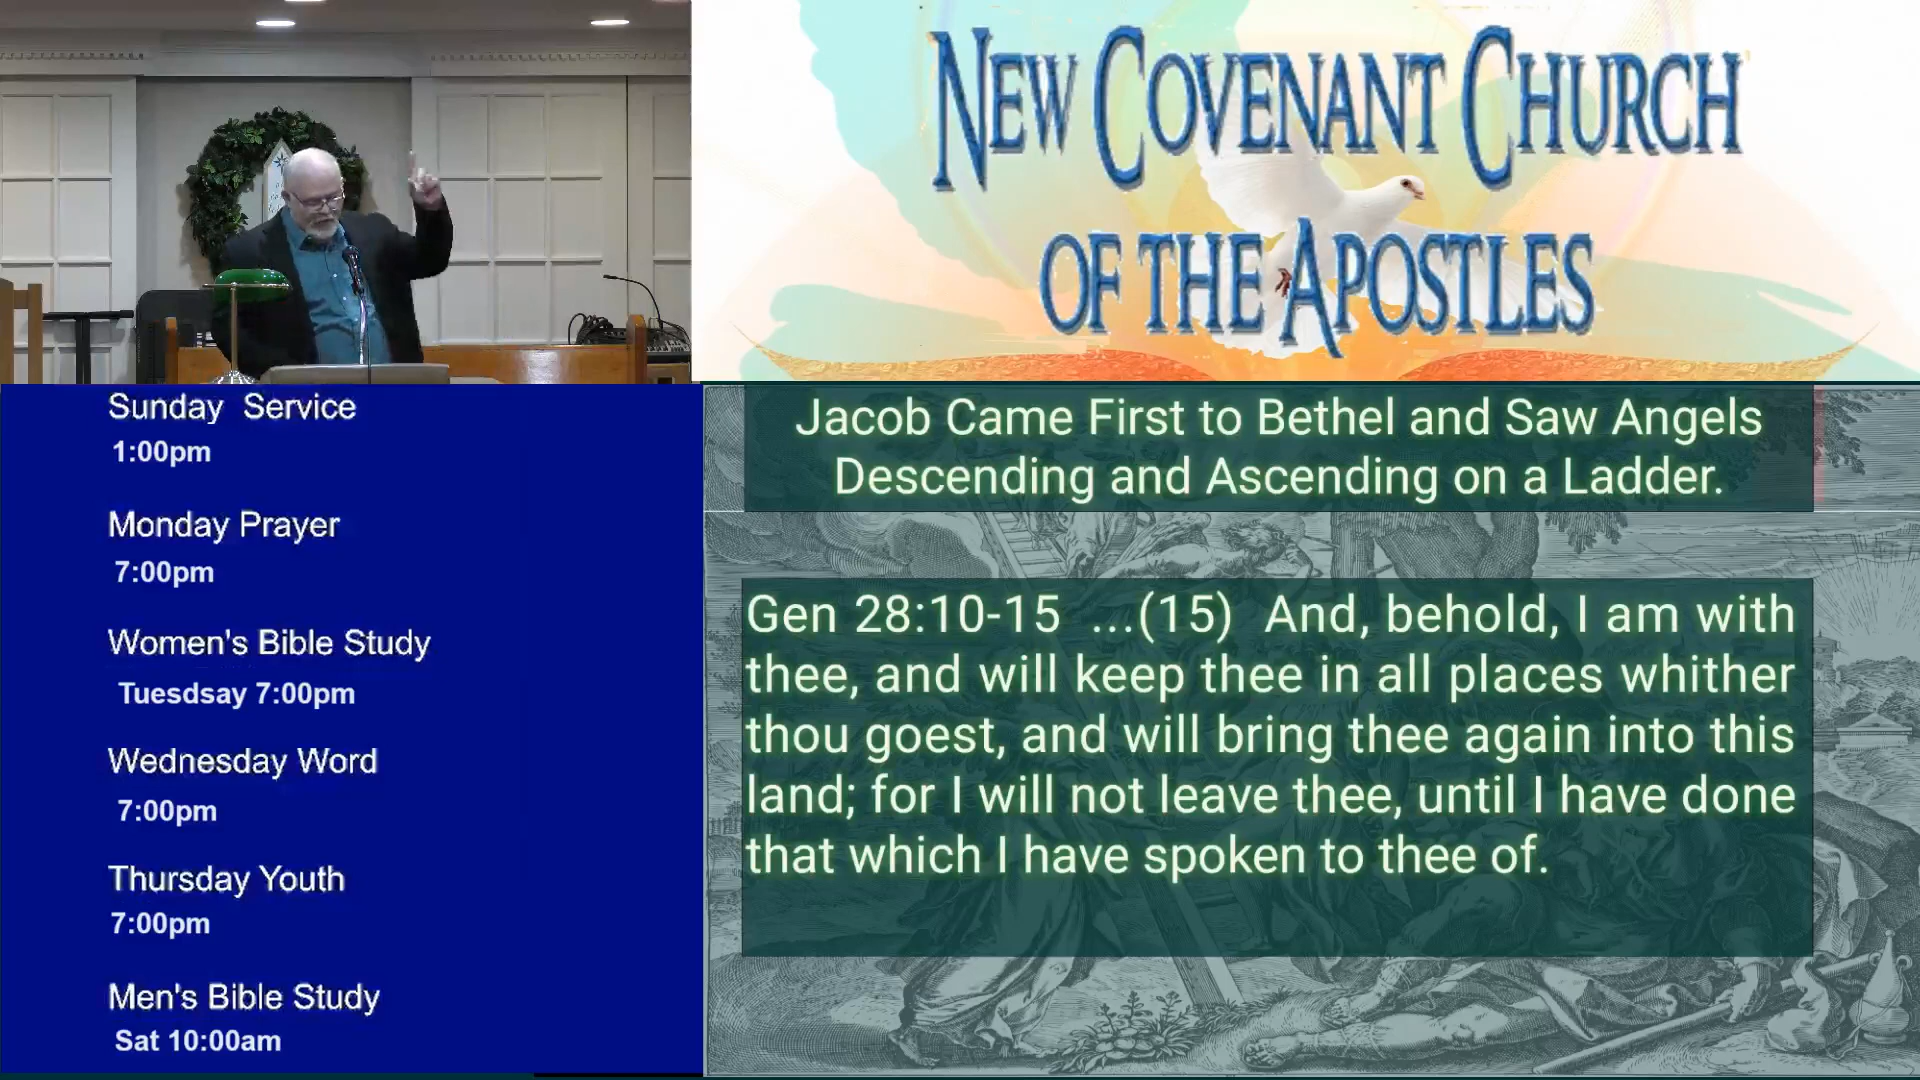 NEW COVENANT CHURCH
OF THE APOSTLES
Sunday Service
1:00pm
Monday Prayer
7:00pm
Women's Bible Study
Tuesdsay 7:00pm
Wednesday Word
7:00pm
Thursday Youth
7:00pm
Men's Bible Study
Sat 10:00am
Jacob Came First to Bethel and Saw Angels
Descending and Ascending on a Ladder.
Gen 28:10-15 ...(15) And, behold, I am with
thee, and will keep thee in all places whither
thou goest, and will bring thee again into this
land; for I will not leave thee, until I have done
that which I have spoken to thee of.